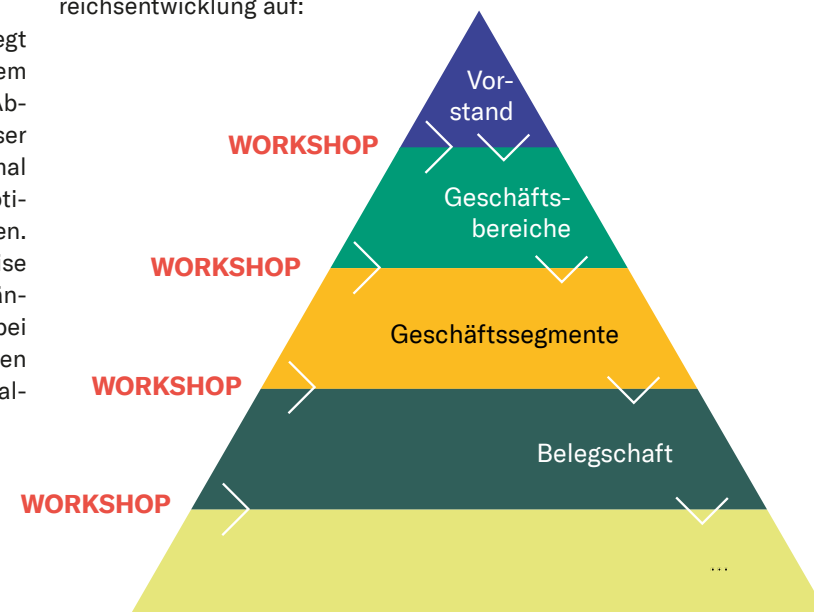 reichsentwicklung auf:
egt
em
Ab-
ser
nal
oti-
en.
ise
än-
bei
en
al-
Vor-
stand
WORKSHOP
Geschäfts-
bereiche
WORKSHOP
Geschäftssegmente
WORKSHOP
Belegschaft
WORKSHOP
...